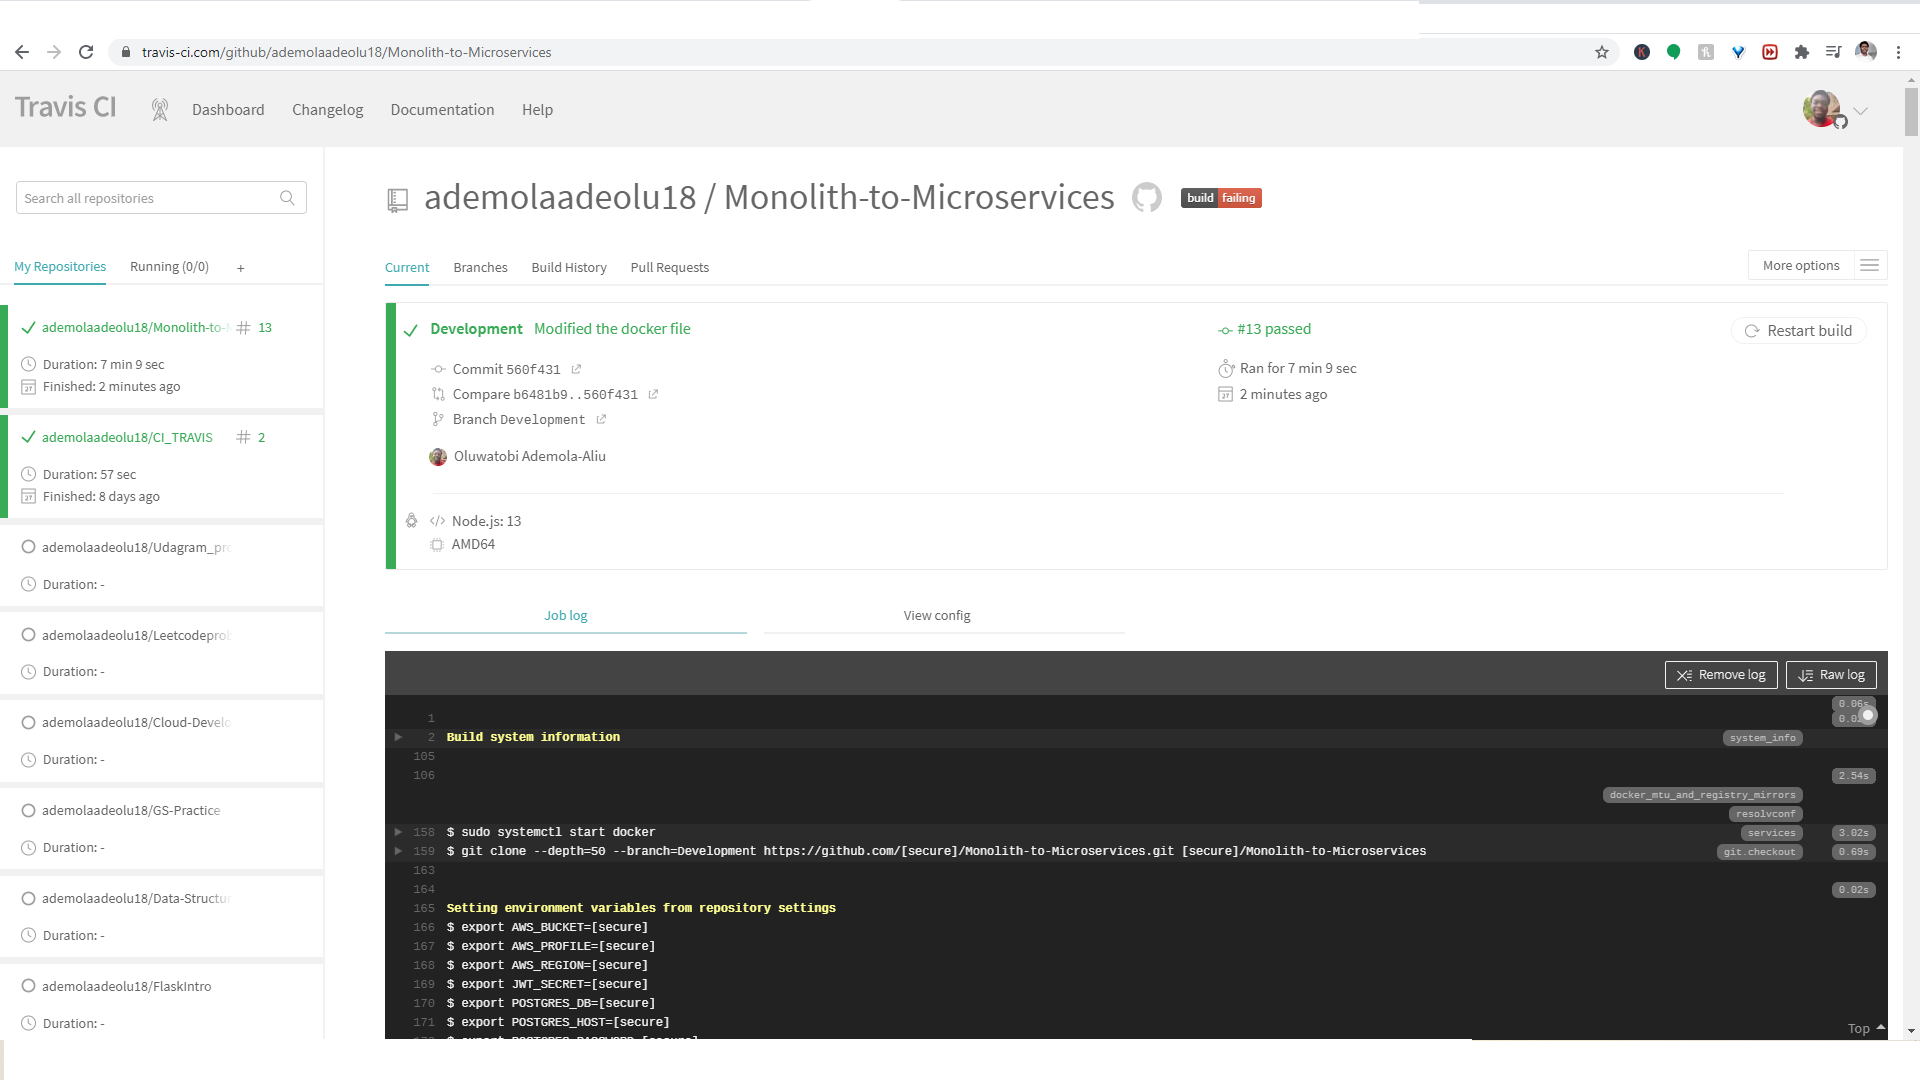 travis-ci.com/github/ademolaadeolu18/Monolith-to-Microservices
Travis CI
Dashboard
Changelog
Documentation
Help
Search all repositories
My Repositories
Running (0/0)
+
ademolaadeolu18/Monolith-to-
# 13
Duration: 7 min 9 sec
Finished: 2 minutes ago
ademolaadeolu18/CI_TRAVIS
# 2
Duration: 57 sec
Finished: 8 days ago
ademolaadeolu18/Udagram_pro
Duration: -
ademolaadeolu18/Leetcodeprob
Duration: -
ademolaadeolu18/Cloud-Develo
Duration: -
ademolaadeolu18/GS-Practice
Duration: -
ademolaadeolu18/Data-Structur
Duration: -
ademolaadeolu18/FlaskIntro
Duration: -
ademolaadeolu18 / Monolith-to-Microservices
build failing
Current
Branches
Build History
Pull Requests
More options
Development Modified the docker file
Commit 560f431
Compare b6481b9..560f431
Branch Development
Oluwatobi Ademola-Aliu
#13 passed
Ran for 7 min 9 sec
2 minutes ago
Restart build
Node.js: 13
AMD64
Job log
View config
Remove log
Raw log
0.06s
1
2 Build system information system_info
105
106 2.54s
docker_mtu_and_registry_mirrors
resolvconf
158 $ sudo systemctl start docker services 3.02s
159 $ git clone --depth=50 --branch=Development https://github.com/[secure]/Monolith-to-Microservices.git [secure]/Monolith-to-Microservices git.checkout 0.69s
163
164 0.02s
165 Setting environment variables from repository settings
166 $ export AWS_BUCKET=[secure]
167 $ export AWS_PROFILE=[secure]
168 $ export AWS_REGION=[secure]
169 $ export JWT_SECRET=[secure]
170 $ export POSTGRES_DB=[secure]
171 $ export POSTGRES_HOST=[secure]
Top